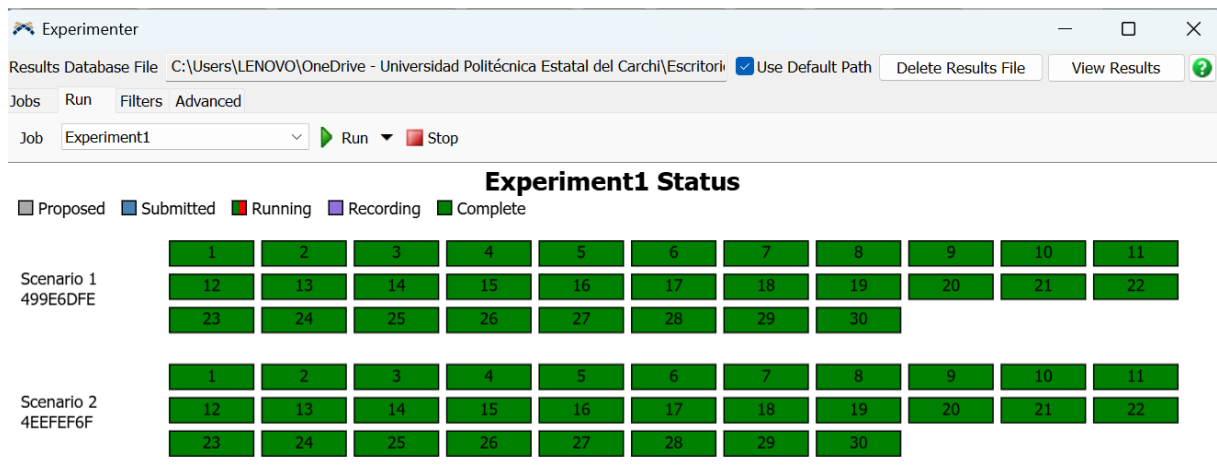 Experimenter
Results Database File C:\Users\LENOVO\OneDrive - Universidad Politécnica Estatal del Carchi\Escritori Use Default Path Delete Results File View Results ?
Jobs Run Filters Advanced
Job Experiment1 Run Stop
Experiment1 Status
Proposed Submitted Running Recording Complete
1 2 3 4 5 6 7 8 9 10 11
Scenario 1
499E6DFE
12 13 14 15 16 17 18 19 20 21 22
23 24 25 26 27 28 29 30
1 2 3 4 5 6 7 8 9 10 11
Scenario 2
4EEFEF6F
12 13 14 15 16 17 18 19 20 21 22
23 24 25 26 27 28 29 30